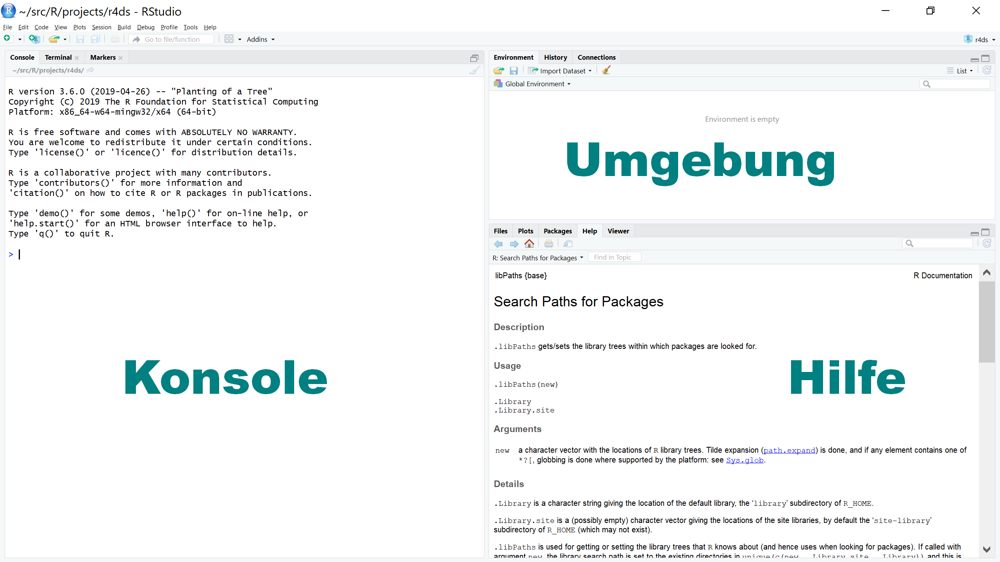 ~/src/R/projects/r4ds - RStudio
File Edit Code View Plots Session Build Debug Profile Tools Help
Go to file/function Addins r4ds
Console Terminal Markers
~/src/R/projects/r4ds/
R version 3.6.0 (2019-04-26) -- "Planting of a Tree"
Copyright (C) 2019 The R Foundation for Statistical Computing
Platform: x86_64-w64-mingw32/x64 (64-bit)
R is free software and comes with ABSOLUTELY NO WARRANTY.
You are welcome to redistribute it under certain conditions.
Type 'license()' or 'licence()' for distribution details.
R is a collaborative project with many contributors.
Type 'contributors()' for more information and
'citation()' on how to cite R or R packages in publications.
Type 'demo()' for some demos, 'help()' for on-line help, or
'help.start()' for an HTML browser interface to help.
Type 'q()' to quit R.
>
Konsole
Environment History Connections
Import Dataset List
Global Environment
Environment is empty
Umgebung
Files Plots Packages Help Viewer
R: Search Paths for Packages Find in Topic
libPaths {base} R Documentation
Search Paths for Packages
Description
.libPaths gets/sets the library trees within which packages are looked for.
Usage
.libPaths(new)
.Library
.Library.site
Hilfe
Arguments
new a character vector with the locations of R library trees. Tilde expansion (path.expand) is done, and if any element contains one of
*?[, globbing is done where supported by the platform: see Sys.glob.
Details
.Library is a character string giving the location of the default library, the ‘library’ subdirectory of R_HOME.
.Library.site is a (possibly empty) character vector giving the locations of the site libraries, by default the ‘site-library’
subdirectory of R_HOME (which may not exist).
.libPaths is used for getting or setting the library trees that R knows about (and hence uses when looking for packages). If called with
argument new, the library search path is set to the existing directories in unique(c(new, .Library.site, .Library)) and this is